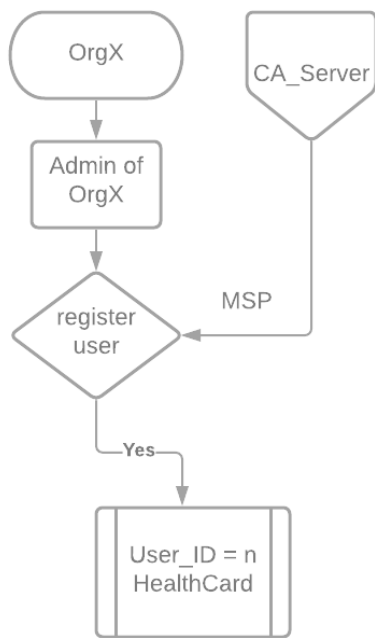 OrgX
CA_Server
Admin of
OrgX
MSP
register
user
Yes
User_ID = n
HealthCard